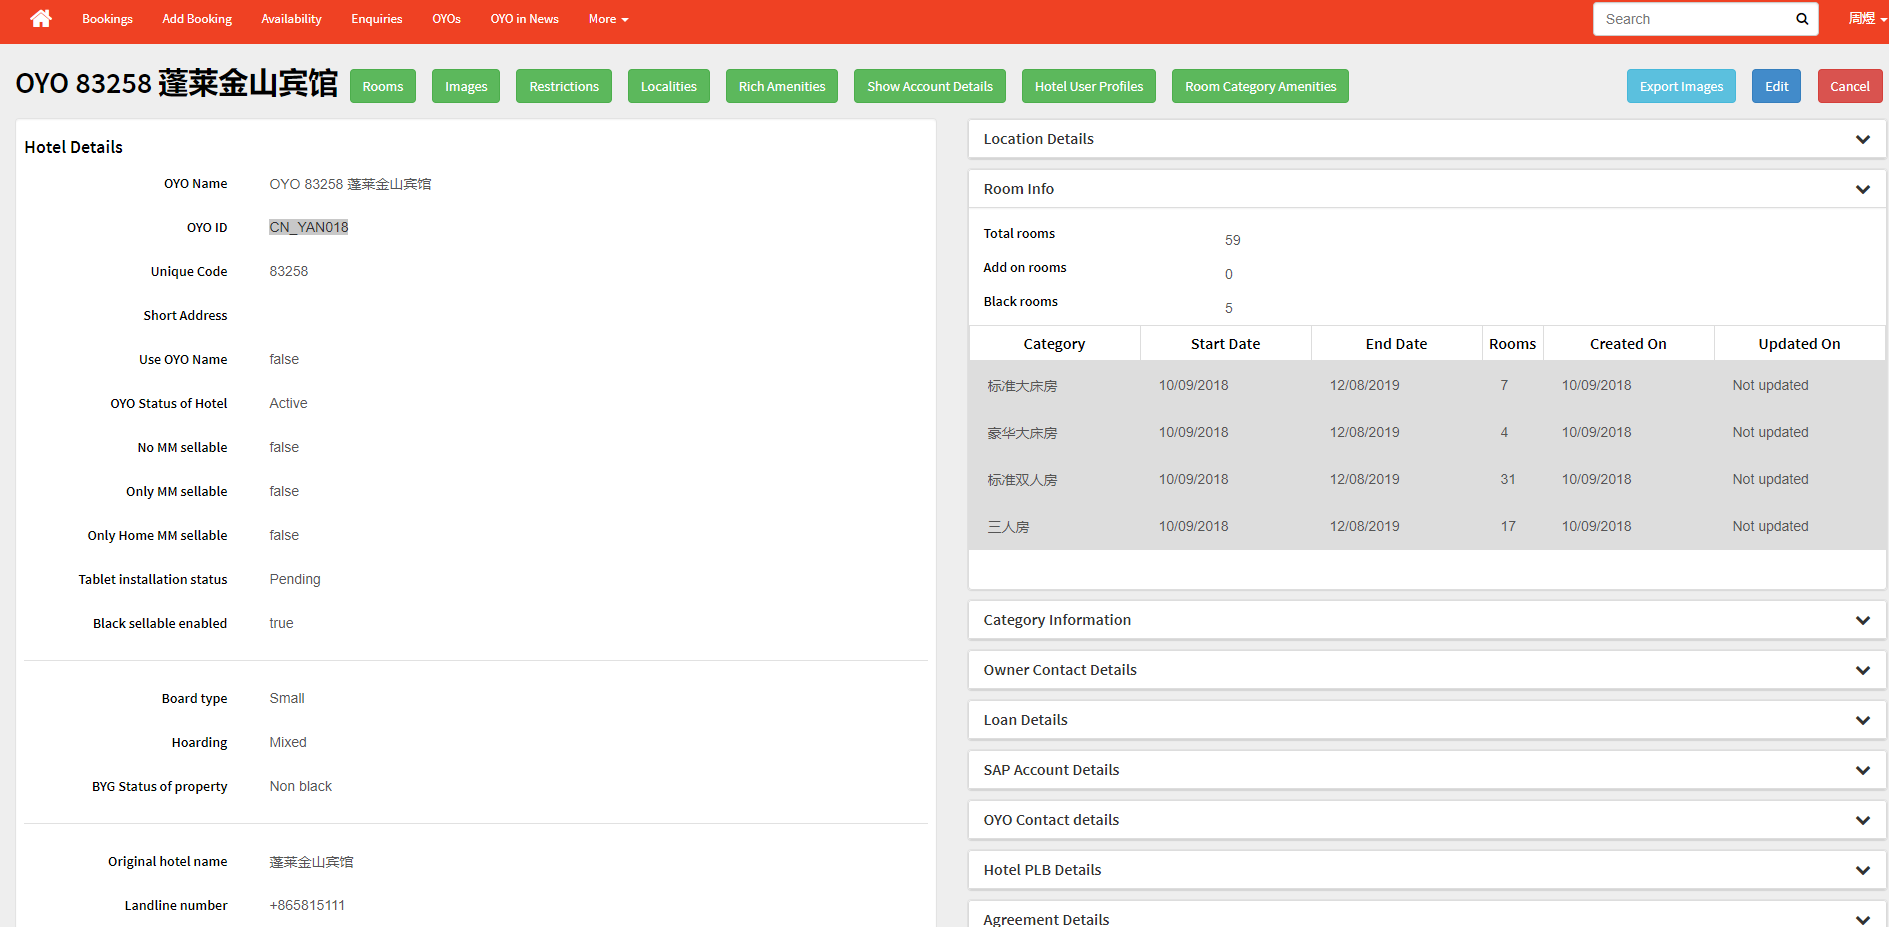 Bookings Add Booking Availability Enquiries OYOs OYO in News More Search 周煜
OYO 83258 蓬莱金山宾馆 Rooms Images Restrictions Localities Rich Amenities Show Account Details Hotel User Profiles Room Category Amenities Export Images Edit Cancel
Hotel Details
OYO Name OYO 83258 蓬莱金山宾馆
OYO ID CN_YAN018
Unique Code 83258
Short Address
Use OYO Name false
OYO Status of Hotel Active
No MM sellable false
Only MM sellable false
Only Home MM sellable false
Tablet installation status Pending
Black sellable enabled true
Board type Small
Hoarding Mixed
BYG Status of property Non black
Original hotel name 蓬莱金山宾馆
Landline number +865815111
Location Details
Room Info
Total rooms 59
Add on rooms 0
Black rooms 5
Category Start Date End Date Rooms Created On Updated On
标准大床房 10/09/2018 12/08/2019 7 10/09/2018 Not updated
豪华大床房 10/09/2018 12/08/2019 4 10/09/2018 Not updated
标准双人房 10/09/2018 12/08/2019 31 10/09/2018 Not updated
三人房 10/09/2018 12/08/2019 17 10/09/2018 Not updated
Category Information
Owner Contact Details
Loan Details
SAP Account Details
OYO Contact details
Hotel PLB Details
Agreement Details